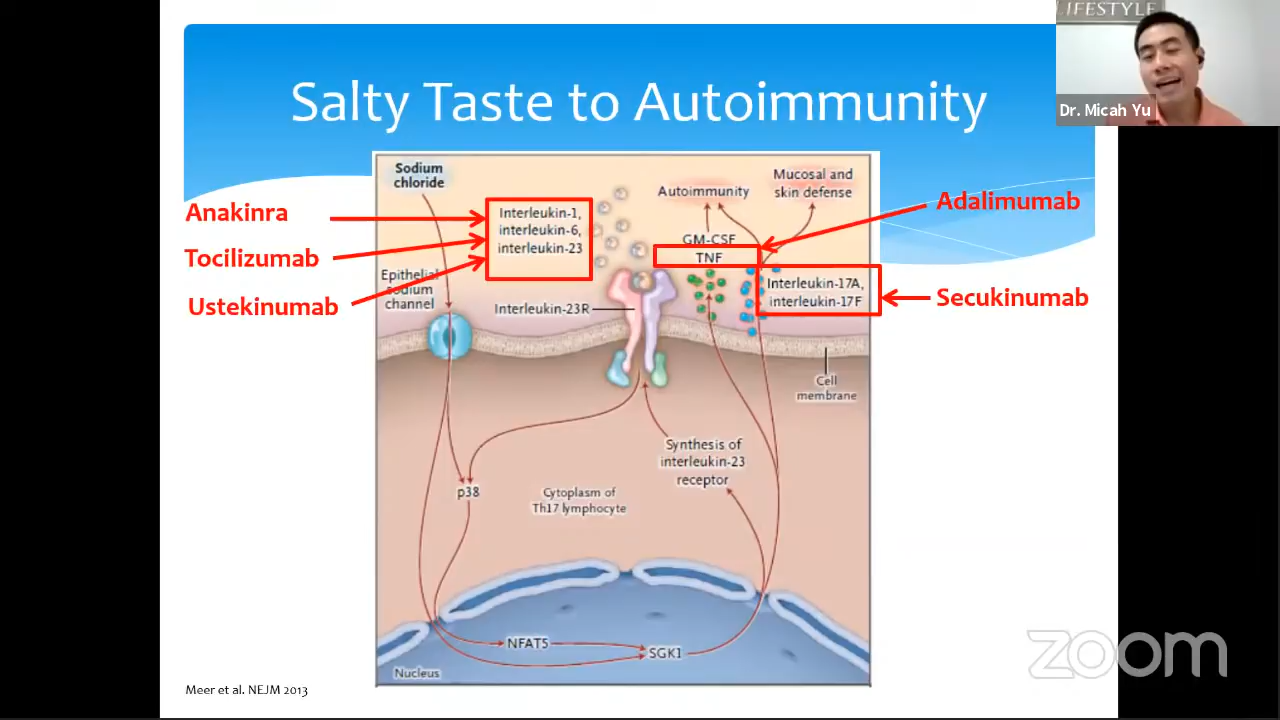 LIFESTYLE
Dr. Micah Yu
Salty Taste to Autoimmunity
Anakinra
Tocilizumab
Ustekinumab
Adalimumab
Secukinumab
Sodium
chloride
Interleukin-1,
interleukin-6,
interleukin-23
Autoimmunity
Mucosal and
skin defense
GM-CSF
TNF
Interleukin-17A,
interleukin-17F
Epithelial
sodium
channel
Interleukin-23R
Cell
membrane
Synthesis of
interleukin-23
receptor
p38
Cytoplasm of
Th17 lymphocyte
NFAT5
SGK1
Nucleus
Meer et al. NEJM 2013
zoom